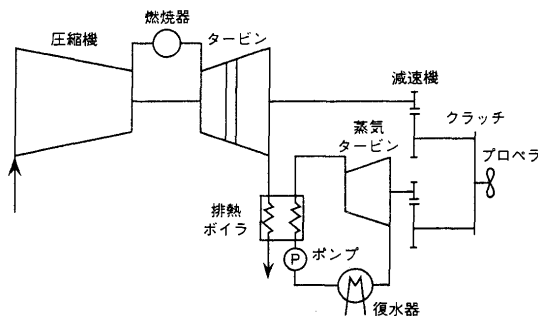 燃焼器
圧縮機
タービン
減速機
クラッチ
蒸気
タービン
プロペラ
排熱
ボイラ
P
ポンプ
復水器